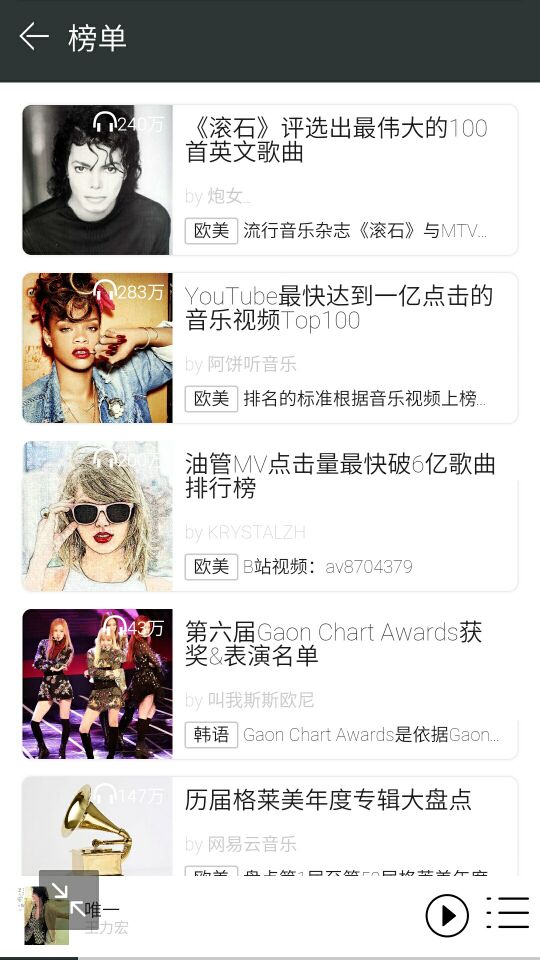 榜单
240万
《滚石》评选出最伟大的100
首英文歌曲
by 炮女...
欧美 流行音乐杂志《滚石》与MTV...
283万
YouTube最快达到一亿点击的
音乐视频Top100
by 阿饼听音乐
欧美 排名的标准根据音乐视频上榜...
油管MV点击量最快破6亿歌曲
排行榜
by KRYSTALZH
欧美 B站视频：av8704379
43万
第六届Gaon Chart Awards获
奖&表演名单
by 叫我斯斯欧尼
韩语 Gaon Chart Awards是依据Gaon...
147万
历届格莱美年度专辑大盘点
by 网易云音乐
唯一
王力宏